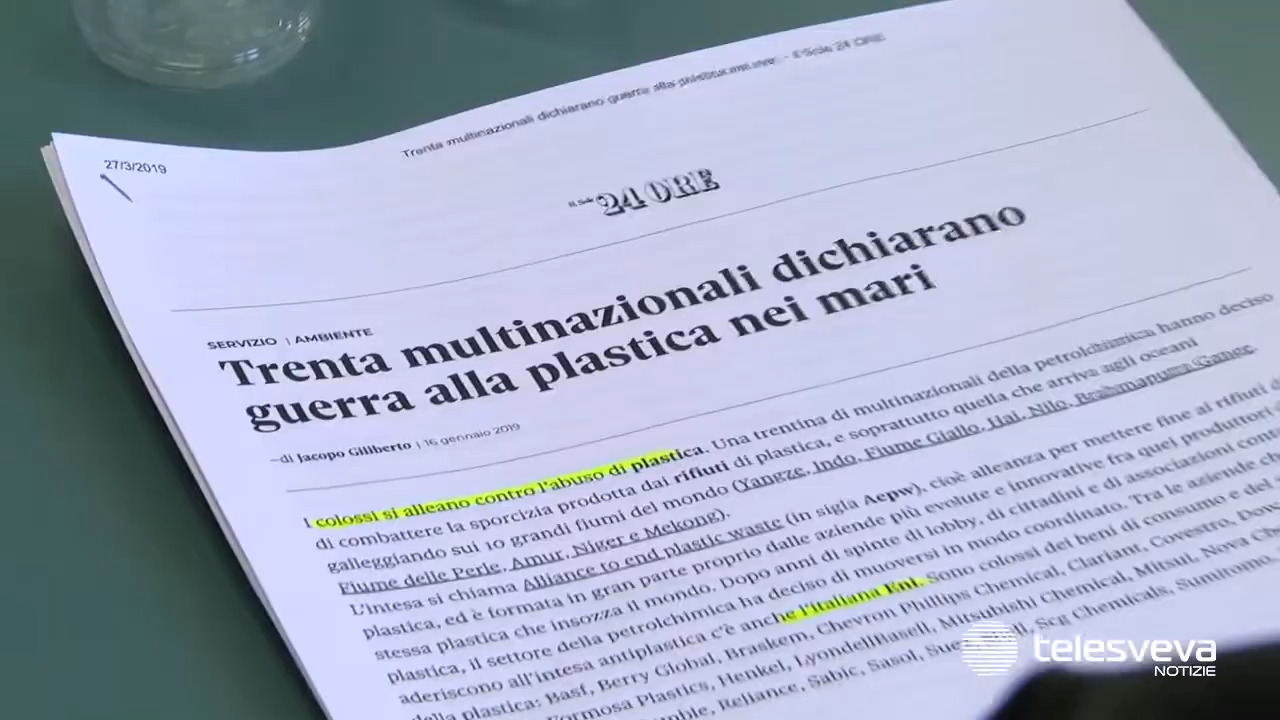 27/3/2019
Trenta multinazionali dichiarano guerra alla plastica nei mari - Il Sole 24 ORE
Il Sole 24 ORE
SERVIZIO | AMBIENTE
Trenta multinazionali dichiarano
guerra alla plastica nei mari
–di Jacopo Giliberto | 16 gennaio 2019
I colossi si alleano contro l'abuso di plastica. Una trentina di multinazionali della petrolchimica hanno deciso
di combattere la sporcizia prodotta dai rifiuti di plastica, e soprattutto quella che arriva agli oceani
galleggiando sui 10 grandi fiumi del mondo (Yangze, Indo, Fiume Giallo, Hai, Nilo, Brahmaputra-Gange,
Fiume delle Perle, Amur, Niger e Mekong).
L'intesa si chiama Alliance to end plastic waste (in sigla Aepw), cioè alleanza per mettere fine ai rifiuti di
plastica, ed è formata in gran parte proprio dalle aziende più evolute e innovative fra quei produttori
stessa plastica che insozza il mondo. Dopo anni di spinte di lobby, di cittadini e di associazioni contro
plastica, il settore della petrolchimica ha deciso di muoversi in modo coordinato. Tra le aziende che
aderiscono all'intesa antiplastica c'è anche l'italiana Eni. Sono colossi dei beni di consumo e del
della plastica: Basf, Berry Global, Braskem, Chevron Phillips Chemical, Clariant, Covestro, Dow
Formosa Plastics, Henkel, LyondellBasell, Mitsubishi Chemical, Mitsui, Nova
Reliance, Sabic, Sasol, Scg Chemicals, Sumitomo
telesveva
NOTIZIE